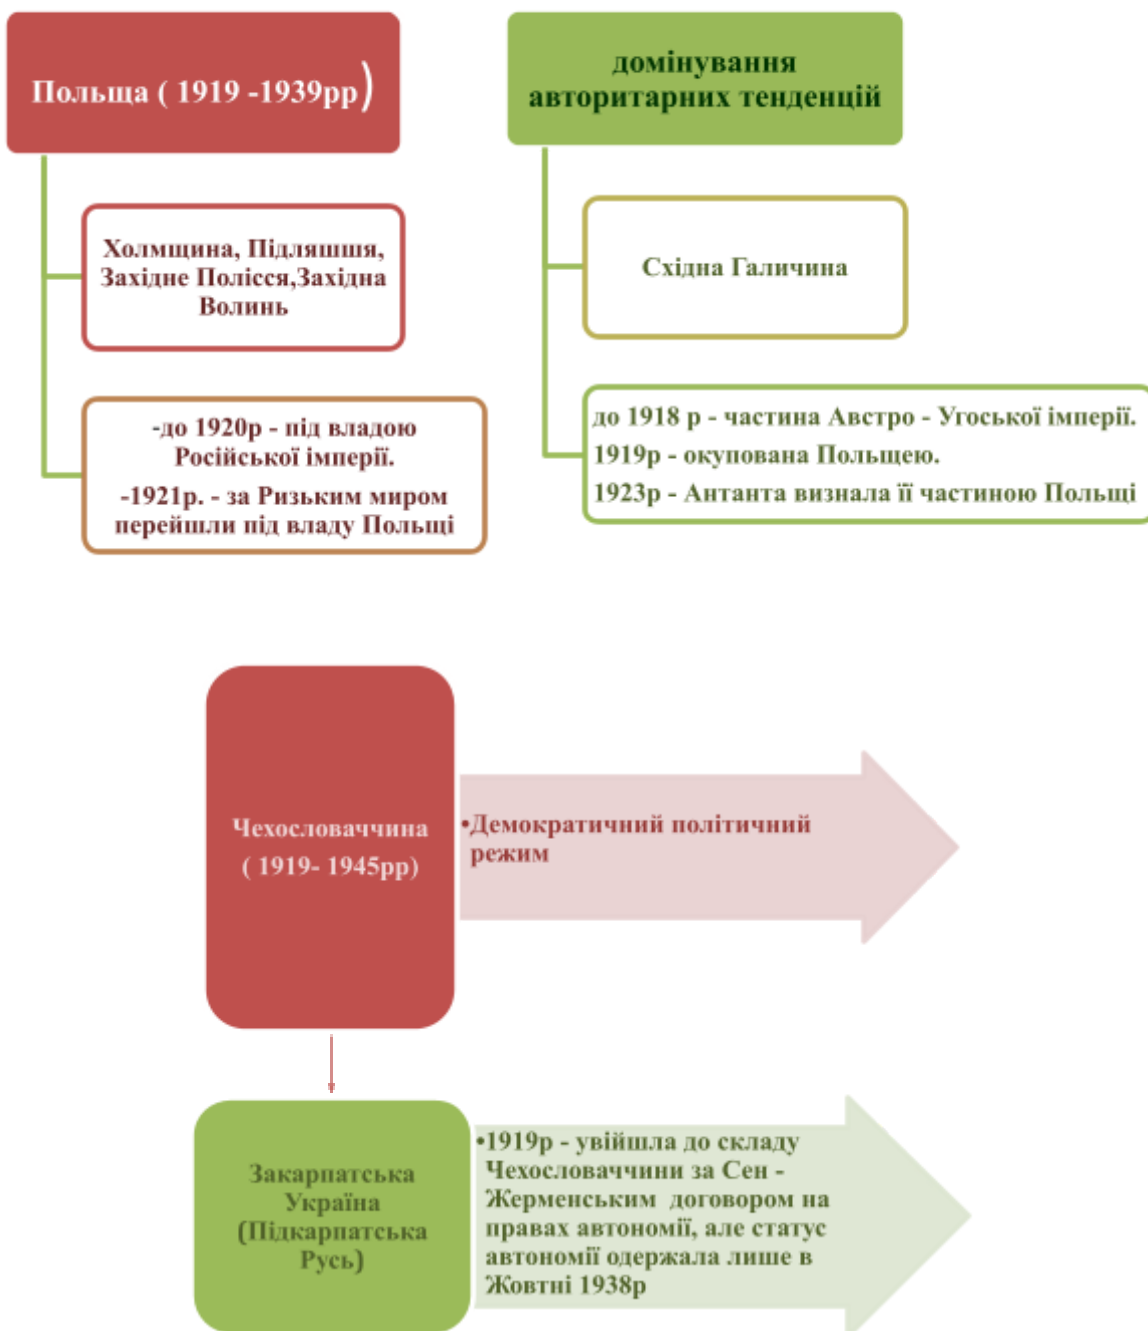 Польща ( 1919 -1939рр)
Холмщина, Підляшшя,
Західне Полісся,Західна
Волинь
-до 1920р - під владою
Російської імперії.
-1921р. - за Ризьким миром
перейшли під владу Польщі
домінування
авторитарних тенденцій
Східна Галичина
до 1918 р - частина Австро - Угоської імперії.
1919р - окупована Польщею.
1923р - Антанта визнала її частиною Польщі
Чехословаччина
( 1919- 1945рр)
•Демократичний політичний
режим
Закарпатська
Україна
(Підкарпатська
Русь)
•1919р - увійшла до складу
Чехословаччини за Сен -
Жерменським договором на
правах автономії, але статус
автономії одержала лише в
Жовтні 1938р